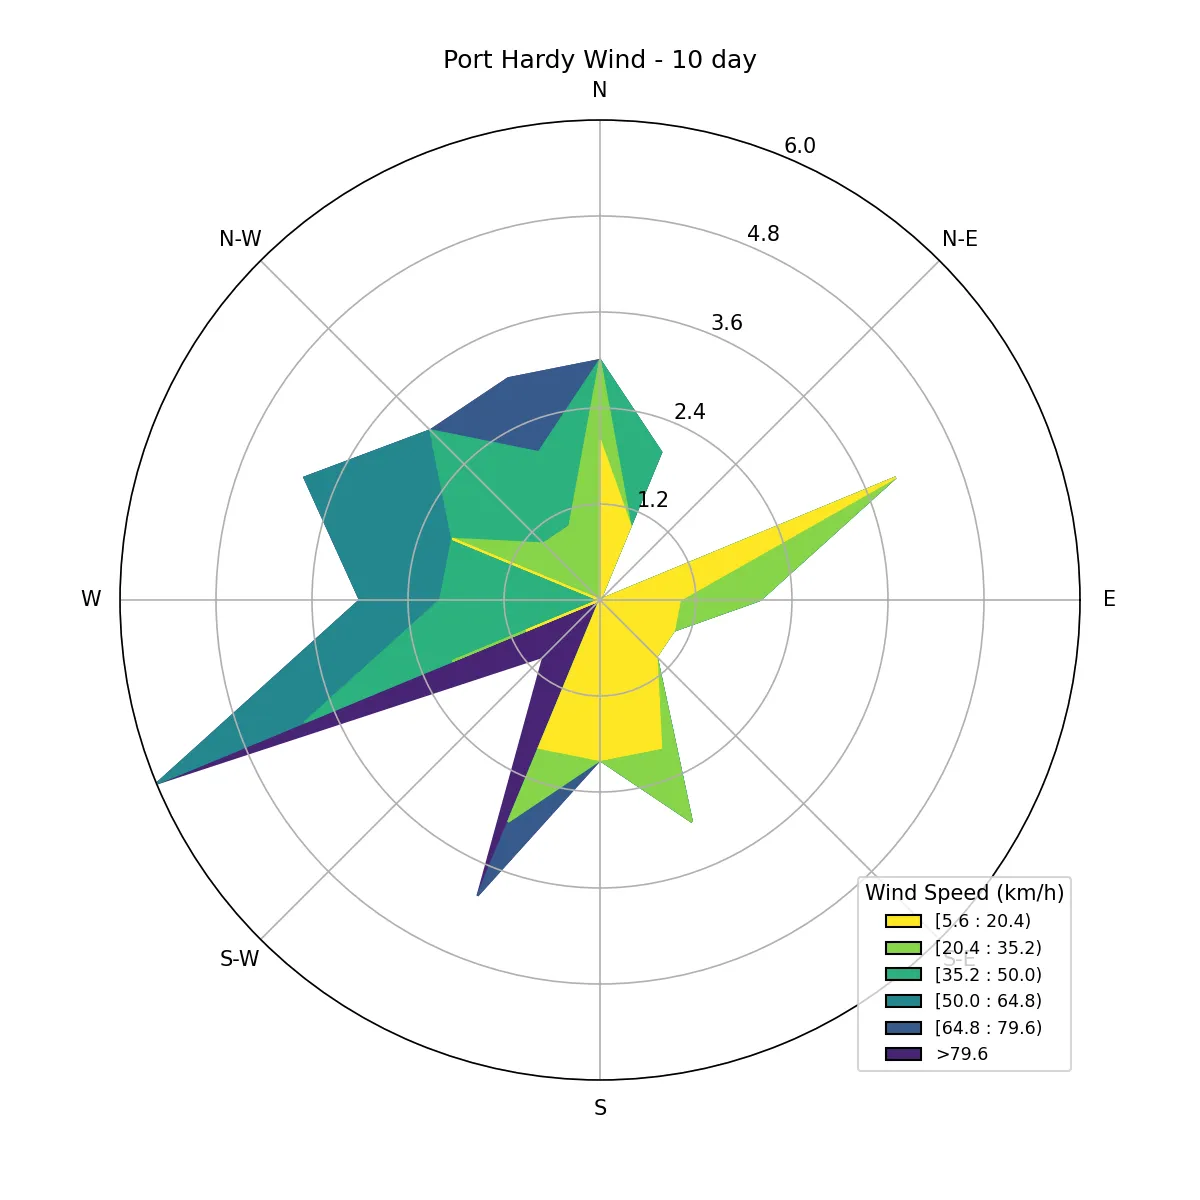 Port Hardy Wind - 10 day
N
6.0
N-W
4.8
N-E
3.6
2.4
1.2
W
E
S-W
S-E
S
Wind Speed (km/h)
[5.6 : 20.4)
[20.4 : 35.2)
[35.2 : 50.0)
[50.0 : 64.8)
[64.8 : 79.6)
>79.6